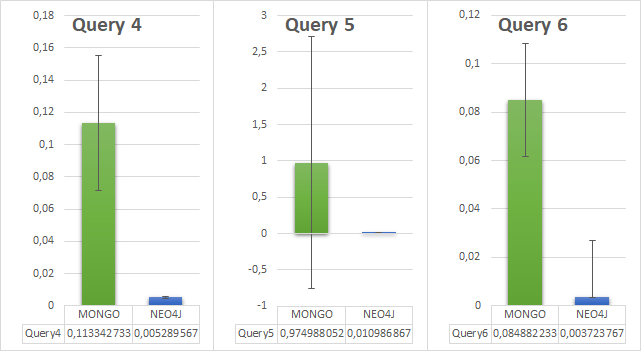 Query 4
0,18
0,16
0,14
0,12
0,1
0,08
0,06
0,04
0,02
0
MONGO NEO4J
Query4 0,113342733 0,005289567
Query 5
3
2,5
2
1,5
1
0,5
0
-0,5
-1
MONGO NEO4J
Query5 0,974988052 0,010986867
Query 6
0,12
0,1
0,08
0,06
0,04
0,02
0
MONGO NEO4J
Query6 0,084882233 0,003723767